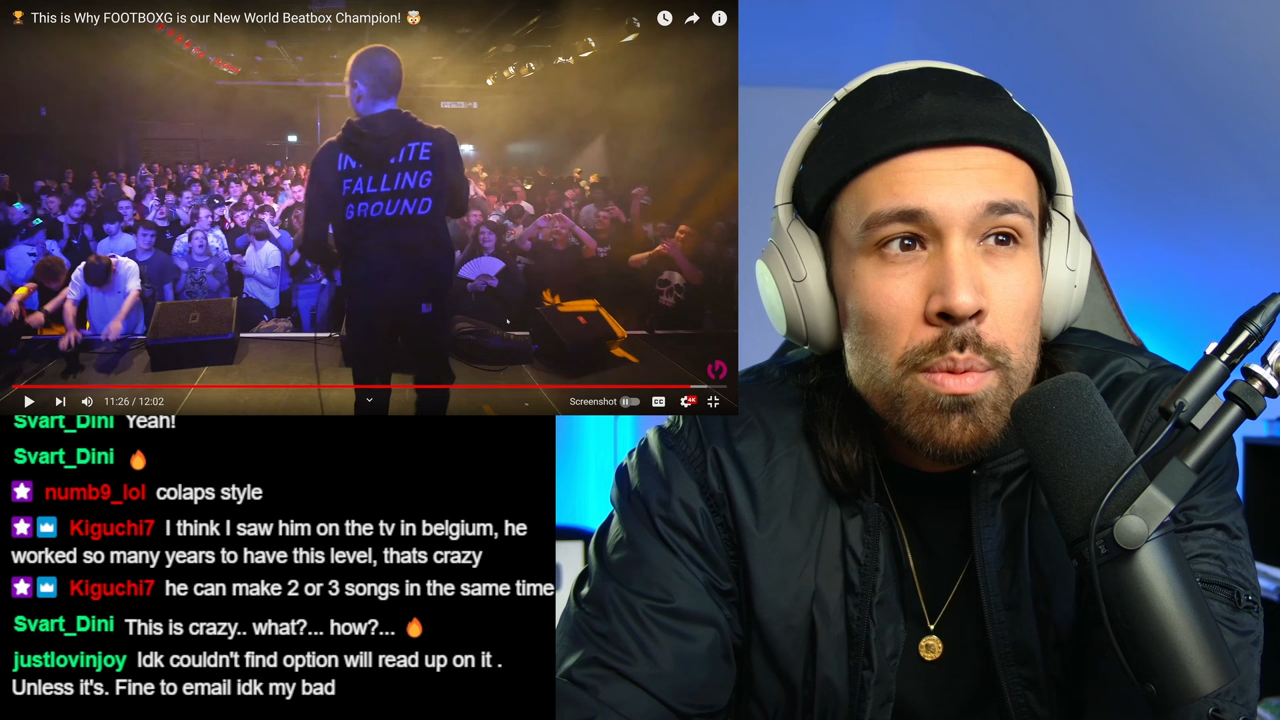 🏆 This is Why FOOTBOXG is our New World Beatbox Champion! 🤯
FALLING
GROUND
11:26 / 12:02
Screenshot
CC
4K
Svart_Dini Yeah!
Svart_Dini 🔥
numb9_lol colaps style
Kiguchi7 I think I saw him on the tv in belgium, he
worked so many years to have this level, thats crazy
Kiguchi7 he can make 2 or 3 songs in the same time
Svart_Dini This is crazy.. what?... how?... 🔥
justlovinjoy Idk couldn't find option will read up on it .
Unless it's. Fine to email idk my bad